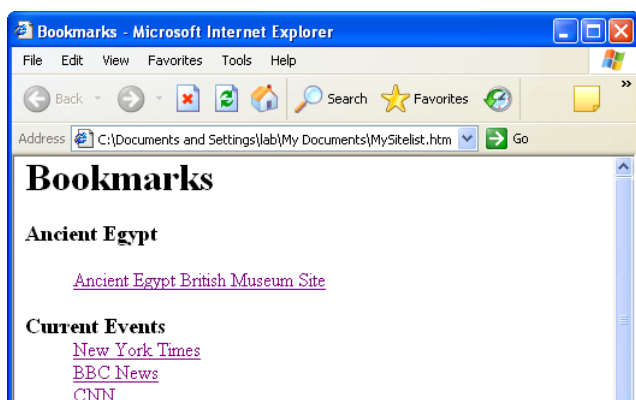 Bookmarks - Microsoft Internet Explorer
File Edit View Favorites Tools Help
Back Search Favorites »
Address C:\Documents and Settings\lab\My Documents\MySitelist.htm Go
Bookmarks
Ancient Egypt
Ancient Egypt British Museum Site
Current Events
New York Times
BBC News
CNN